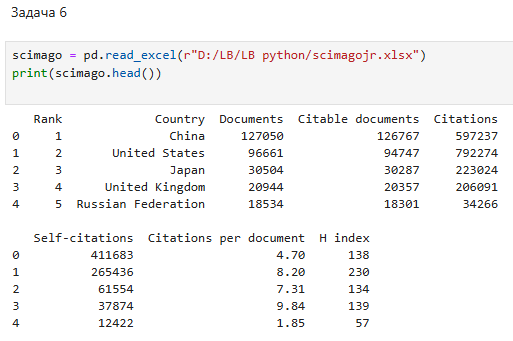 Задача 6
scimago = pd.read_excel(r"D:/LB/LB python/scimagojr.xlsx")
print(scimago.head())
Rank Country Documents Citable documents Citations
0 1 China 127050 126767 597237
1 2 United States 96661 94747 792274
2 3 Japan 30504 30287 223024
3 4 United Kingdom 20944 20357 206091
4 5 Russian Federation 18534 18301 34266
Self-citations Citations per document H index
0 411683 4.70 138
1 265436 8.20 230
2 61554 7.31 134
3 37874 9.84 139
4 12422 1.85 57